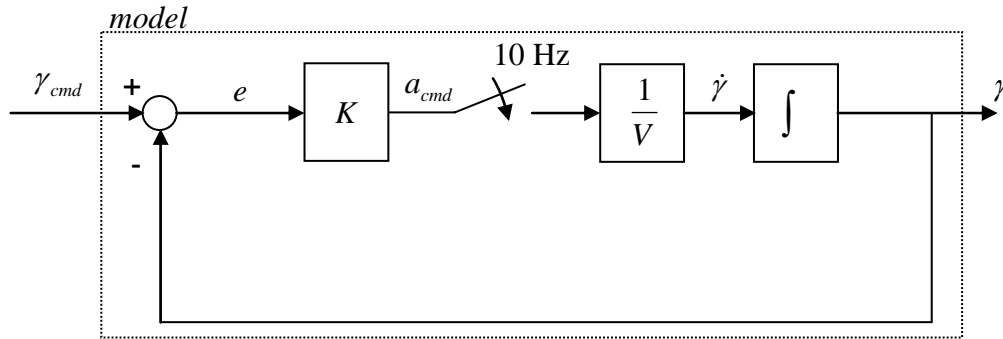 model
10 Hz
γ_cmd
+
e
K
a_cmd
1/V
γ̇
∫
γ
-